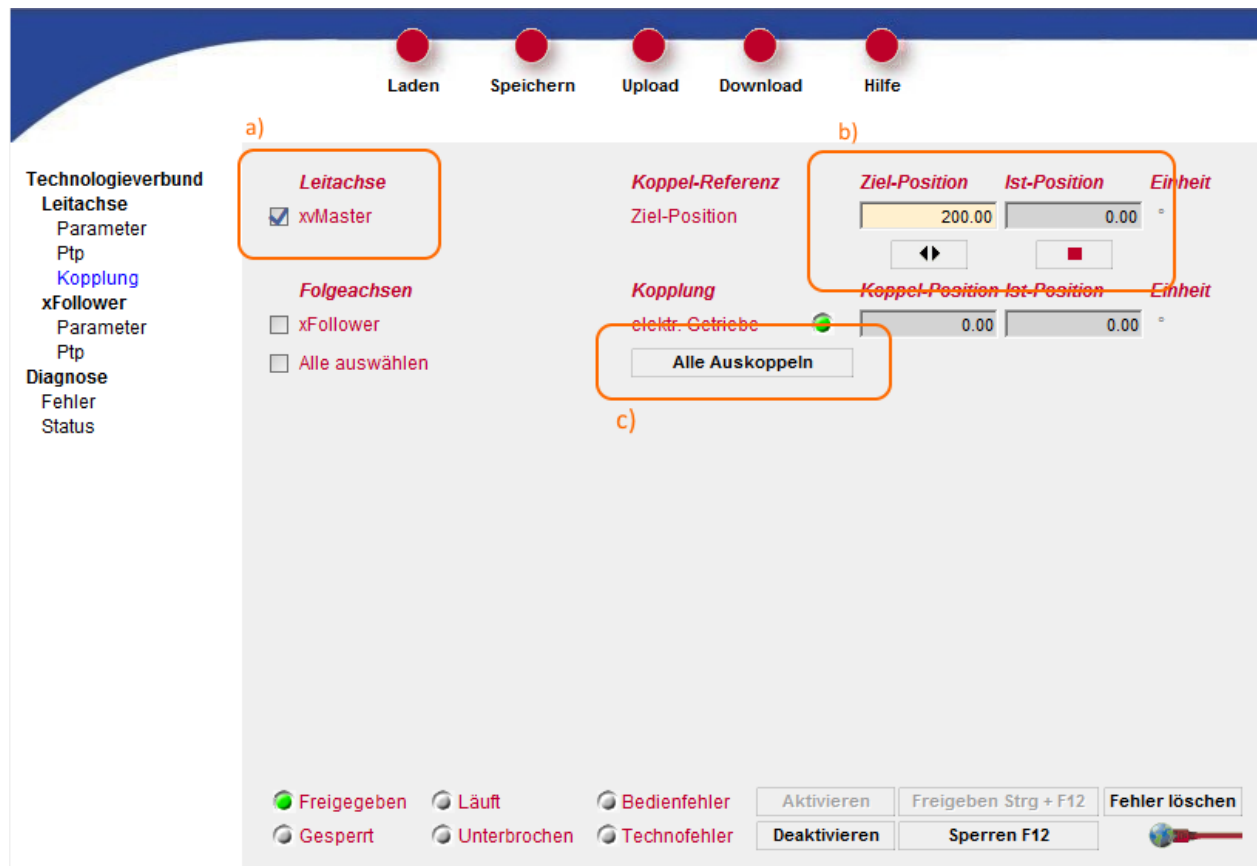 Laden Speichern Upload Download Hilfe
a) b)
Technologieverbund
Leitachse
Parameter
Ptp
Kopplung
xFollower
Parameter
Ptp
Diagnose
Fehler
Status
Leitachse Koppel-Referenz Ziel-Position Ist-Position Einheit
xvMaster Ziel-Position 200.00 0.00 °
Folgeachsen Kopplung Koppel-Position Ist-Position Einheit
xFollower elektr. Getriebe 0.00 0.00 °
Alle auswählen Alle Auskoppeln
c)
Freigegeben Läuft Bedienfehler Aktivieren Freigeben Strg + F12 Fehler löschen
Gesperrt Unterbrochen Technofehler Deaktivieren Sperren F12